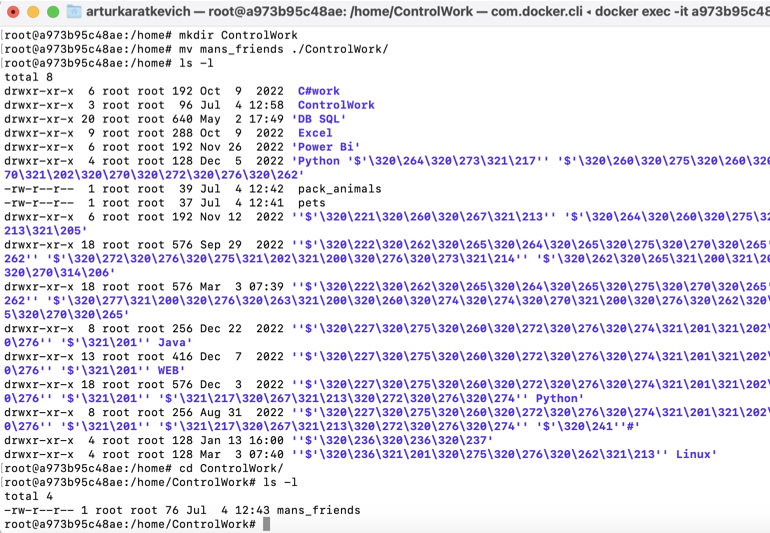 arturkaratkevich — root@a973b95c48ae: /home/ControlWork — com.docker.cli ◂ docker exec -it a973b95c48
[root@a973b95c48ae:/home# mkdir ControlWork
[root@a973b95c48ae:/home# mv mans_friends ./ControlWork/
[root@a973b95c48ae:/home# ls -l
total 8
drwxr-xr-x  6 root root 192 Oct  9  2022  C#work
drwxr-xr-x  3 root root  96 Jul  4 12:58  ControlWork
drwxr-xr-x 20 root root 640 May  2 17:49 'DB SQL'
drwxr-xr-x  9 root root 288 Oct  9  2022  Excel
drwxr-xr-x  6 root root 192 Nov 26  2022 'Power Bi'
drwxr-xr-x  4 root root 128 Dec  5  2022 'Python '$'\320\264\320\273\321\217'' '$'\320\260\320\275\320\260\32
70\321\202\320\270\320\272\320\276\320\262'
-rw-r--r--  1 root root  39 Jul  4 12:42  pack_animals
-rw-r--r--  1 root root  37 Jul  4 12:41  pets
drwxr-xr-x  6 root root 192 Nov 12  2022 ''$'\320\221\320\260\320\267\321\213'' '$'\320\264\320\260\320\275\3
213\321\205'
drwxr-xr-x 18 root root 576 Sep 29  2022 ''$'\320\222\320\262\320\265\320\264\320\265\320\275\320\270\320\265'
262'' '$'\320\272\320\276\320\275\321\202\321\200\320\276\320\273\321\214'' '$'\320\262\320\265\321\200\321\2
320\270\314\206'
drwxr-xr-x 18 root root 576 Mar  3 07:39 ''$'\320\222\320\262\320\265\320\264\320\265\320\275\320\270\320\265'
262'' '$'\320\277\321\200\320\276\320\263\321\200\320\260\320\274\320\274\320\270\321\200\320\276\320\262\320
5\320\270\320\265'
drwxr-xr-x  8 root root 256 Dec 22  2022 ''$'\320\227\320\275\320\260\320\272\320\276\320\274\321\201\321\202
0\276'' '$'\321\201'' Java'
drwxr-xr-x 13 root root 416 Dec  7  2022 ''$'\320\227\320\275\320\260\320\272\320\276\320\274\321\201\321\202
0\276'' '$'\321\201'' WEB'
drwxr-xr-x 18 root root 576 Dec  3  2022 ''$'\320\227\320\275\320\260\320\272\320\276\320\274\321\201\321\202
0\276'' '$'\321\201'' '$'\321\217\320\267\321\213\320\272\320\276\320\274'' Python'
drwxr-xr-x  8 root root 256 Aug 31  2022 ''$'\320\227\320\275\320\260\320\272\320\276\320\274\321\201\321\202
0\276'' '$'\321\201'' '$'\321\217\320\267\321\213\320\272\320\276\320\274'' '$'\320\241''#'
drwxr-xr-x  4 root root 128 Jan 13 16:00 ''$'\320\236\320\236\320\237'
drwxr-xr-x  4 root root 128 Mar  3 07:40 ''$'\320\236\321\201\320\275\320\276\320\262\321\213'' Linux'
[root@a973b95c48ae:/home# cd ControlWork/
[root@a973b95c48ae:/home/ControlWork# ls -l
total 4
-rw-r--r-- 1 root root 76 Jul  4 12:43 mans_friends
root@a973b95c48ae:/home/ControlWork#